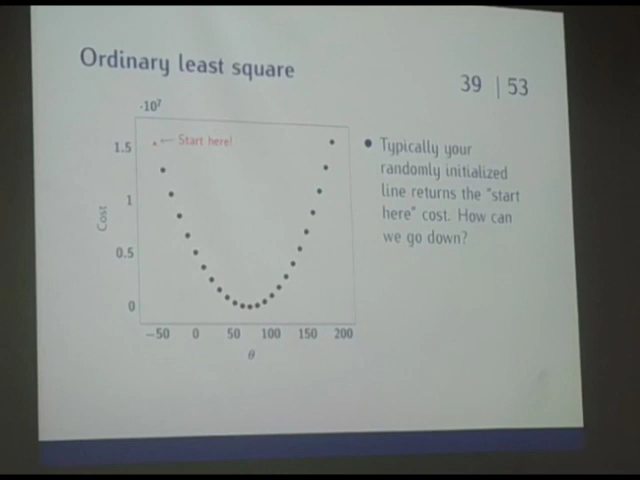 Ordinary least square
39 | 53
·10⁷
1.5
1
0.5
0
Cost
Start here!
−50 0 50 100 150 200
θ
• Typically your
randomly initialized
line returns the "start
here" cost. How can
we go down?